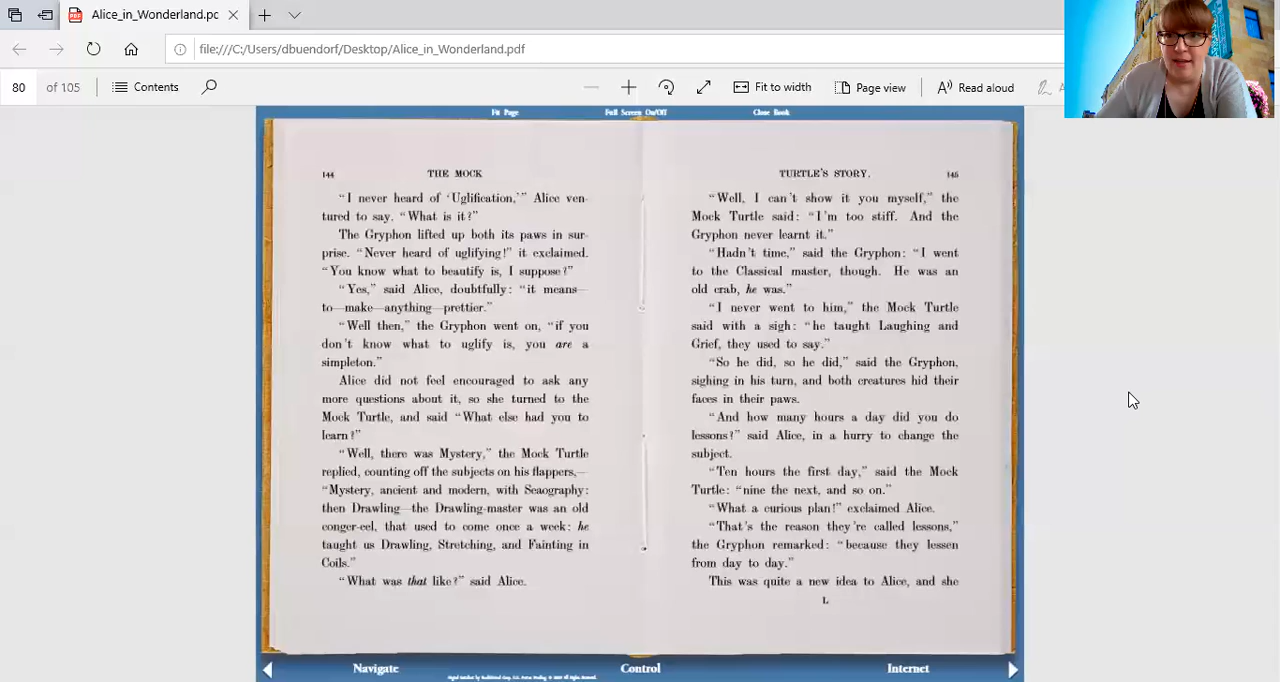 Alice_in_Wonderland.pc
file:///C:/Users/dbuendorf/Desktop/Alice_in_Wonderland.pdf
80 of 105 Contents Fit to width Page view Read aloud
Fit Page Full Screen On/Off Close Book
144 THE MOCK
“I never heard of ‘Uglification,’” Alice ven-
tured to say. “What is it?”
The Gryphon lifted up both its paws in sur-
prise. “Never heard of uglifying!” it exclaimed.
“You know what to beautify is, I suppose?”
“Yes,” said Alice, doubtfully: “it means—
to—make—anything—prettier.”
“Well then,” the Gryphon went on, “if you
don’t know what to uglify is, you are a
simpleton.”
Alice did not feel encouraged to ask any
more questions about it, so she turned to the
Mock Turtle, and said “What else had you to
learn?”
“Well, there was Mystery,” the Mock Turtle
replied, counting off the subjects on his flappers,—
“Mystery, ancient and modern, with Seaography:
then Drawling—the Drawling-master was an old
conger-eel, that used to come once a week: he
taught us Drawling, Stretching, and Fainting in
Coils.”
“What was that like?” said Alice.
TURTLE’S STORY. 145
“Well, I can’t show it you myself,” the
Mock Turtle said: “I’m too stiff. And the
Gryphon never learnt it.”
“Hadn’t time,” said the Gryphon: “I went
to the Classical master, though. He was an
old crab, he was.”
“I never went to him,” the Mock Turtle
said with a sigh: “he taught Laughing and
Grief, they used to say.”
“So he did, so he did,” said the Gryphon,
sighing in his turn, and both creatures hid their
faces in their paws.
“And how many hours a day did you do
lessons?” said Alice, in a hurry to change the
subject.
“Ten hours the first day,” said the Mock
Turtle: “nine the next, and so on.”
“What a curious plan!” exclaimed Alice.
“That’s the reason they’re called lessons,”
the Gryphon remarked: “because they lessen
from day to day.”
This was quite a new idea to Alice, and she
L
Navigate Control Internet